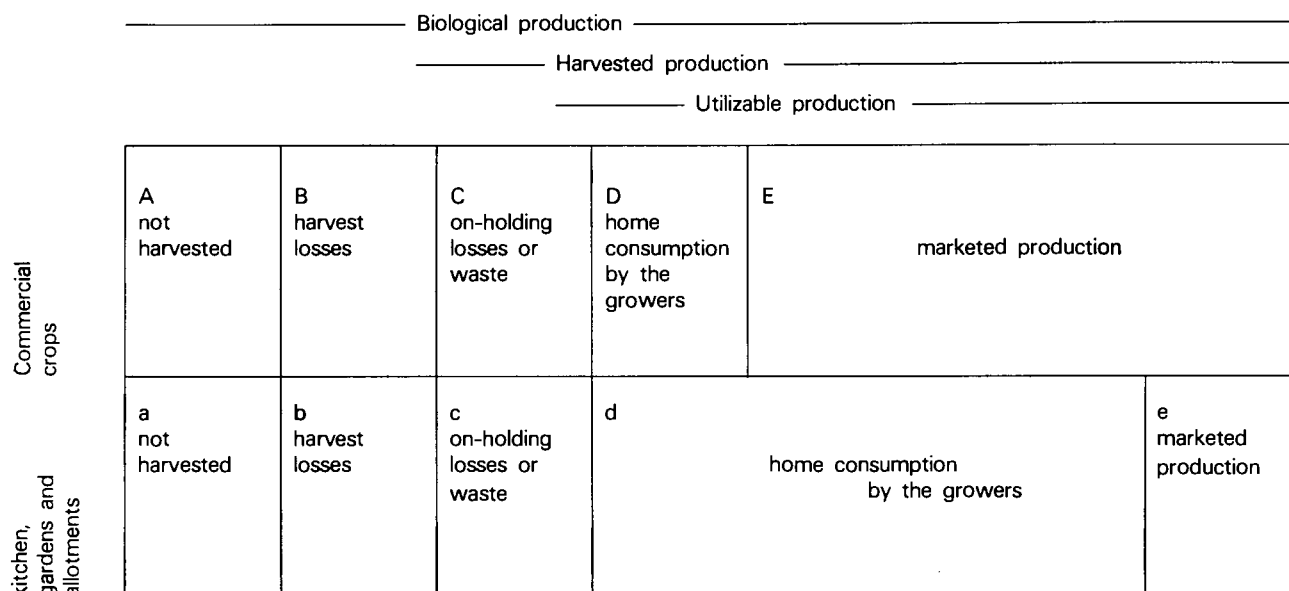 Biological production
Harvested production
Utilizable production
Commercial
crops
A
not
harvested
B
harvest
losses
C
on-holding
losses or
waste
D
home
consumption
by the
growers
E
marketed production
kitchen,
gardens and
allotments
a
not
harvested
b
harvest
losses
c
on-holding
losses or
waste
d
home consumption
by the growers
e
marketed
production